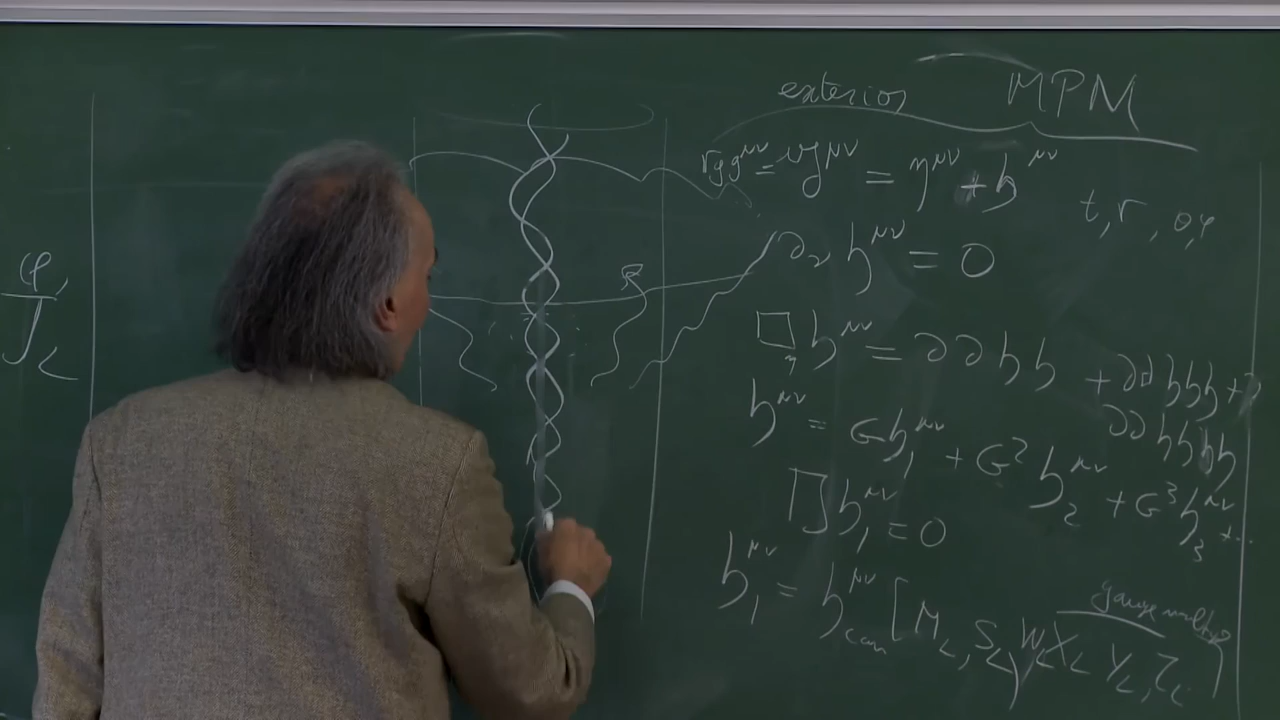 φ,
J_L
exterior MPM
√g g^μν = 𝔤^μν = η^μν + h^μν
t, r, θ, φ
∂_ν h^μν = 0
□_η h^μν = ∂∂hh + ∂∂hhh +
∂∂hhhh
h^μν = G h_1^μν + G² h_2^μν + G³ h_3^μν + ...
□ h_1^μν = 0
gauge
h_1^μν = h_can^μν [M_L, S_L, W_L X_L Y_L, Z_L]